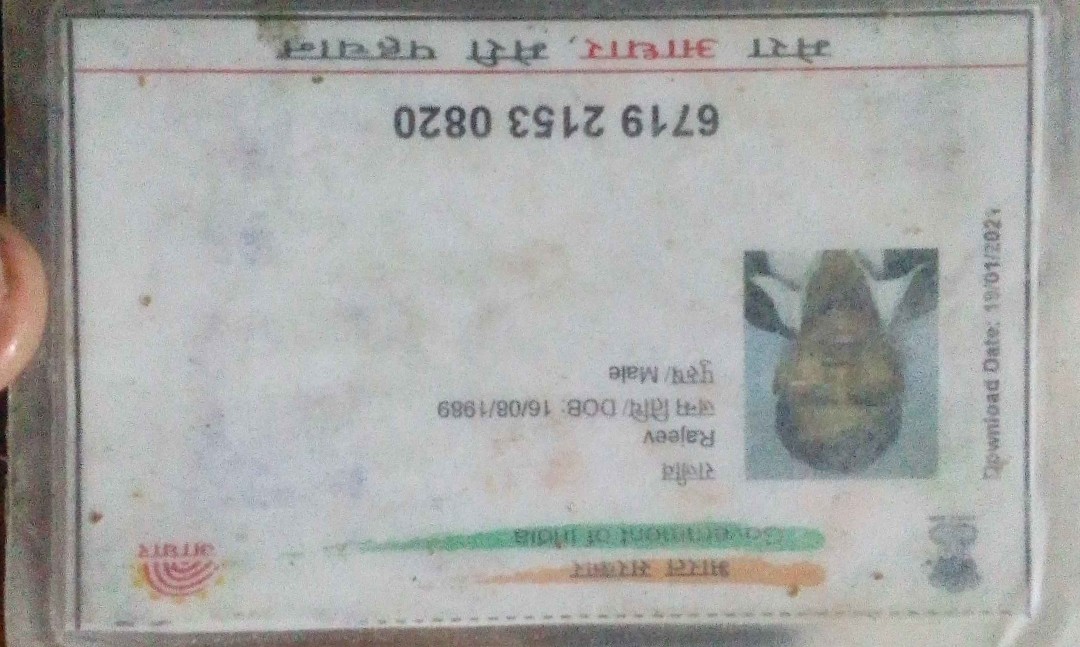 भारत सरकार
Government of India
आधार
राजीव
Rajeev
जन्म तिथि/ DOB: 16/08/1989
पुरुष/ Male
Download Date: 19/01/2021
6719 2153 0820
मेरा आधार, मेरी पहचान